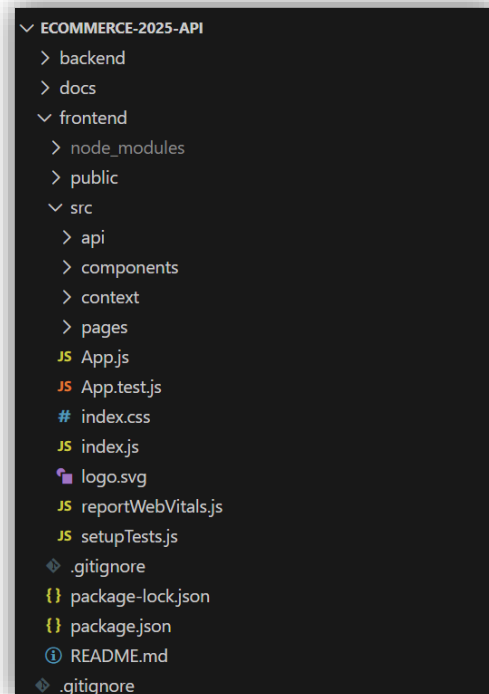 ECOMMERCE-2025-API
backend
docs
frontend
node_modules
public
src
api
components
context
pages
JS App.js
JS App.test.js
# index.css
JS index.js
logo.svg
JS reportWebVitals.js
JS setupTests.js
.gitignore
{} package-lock.json
{} package.json
README.md
.gitignore